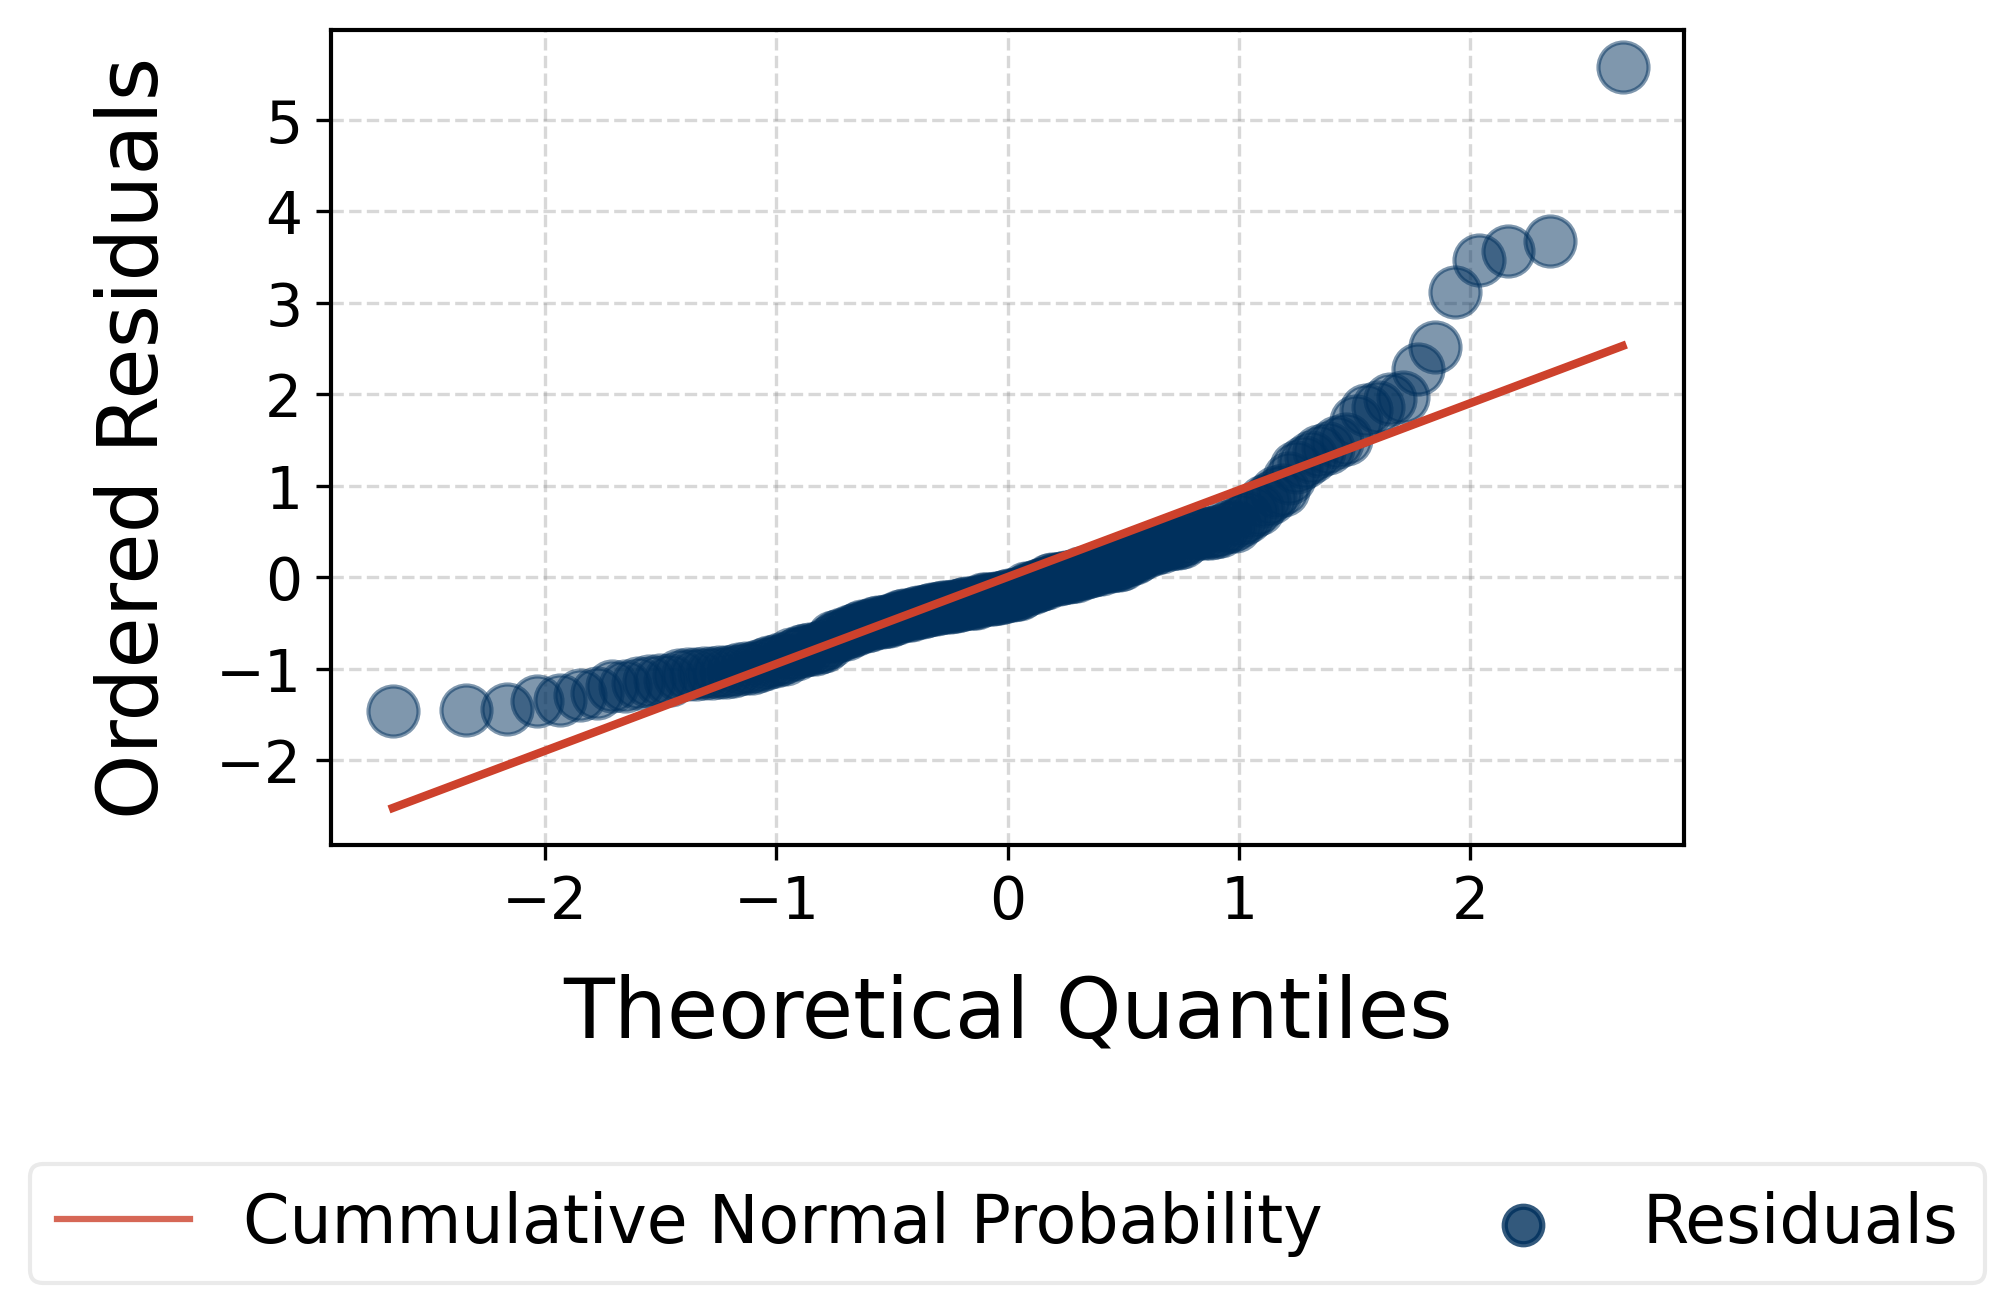 Ordered Residuals
5
4
3
2
1
0
−1
−2
−2 −1 0 1 2
Theoretical Quantiles
Cummulative Normal Probability Residuals